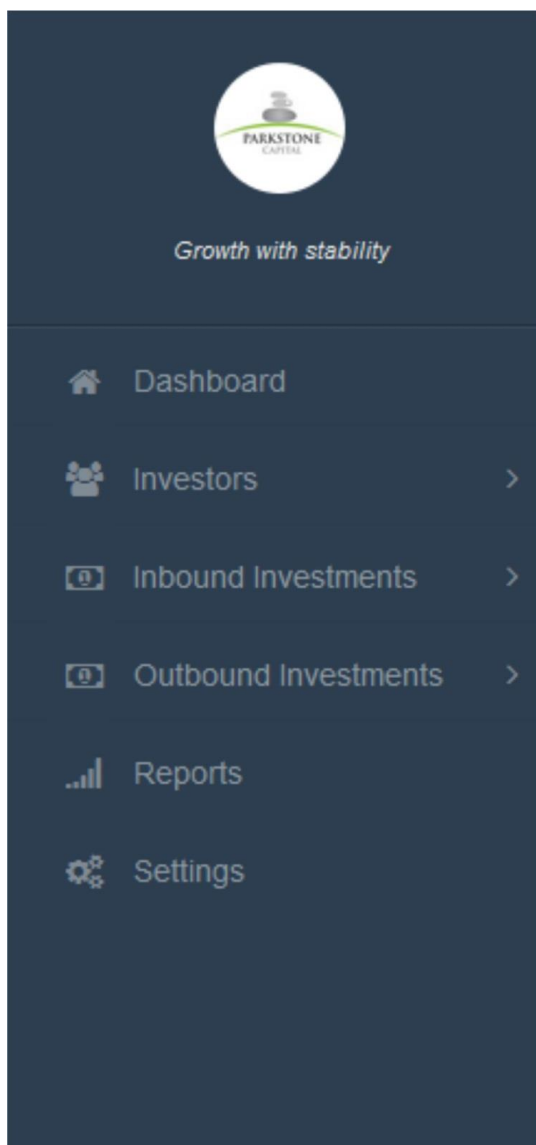 PARKSTONE
CAPITAL
Growth with stability
Dashboard
Investors
Inbound Investments
Outbound Investments
Reports
Settings